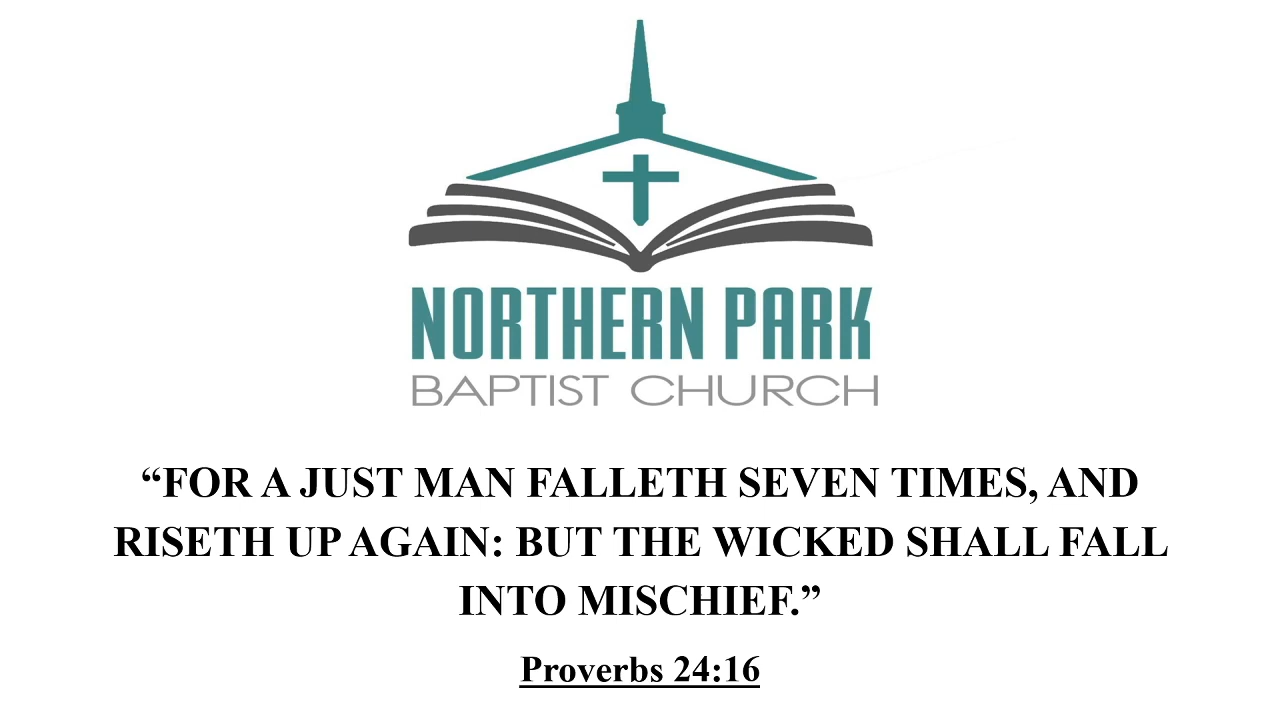 NORTHERN PARK
BAPTIST CHURCH
“FOR A JUST MAN FALLETH SEVEN TIMES, AND
RISETH UP AGAIN: BUT THE WICKED SHALL FALL
INTO MISCHIEF.”
Proverbs 24:16